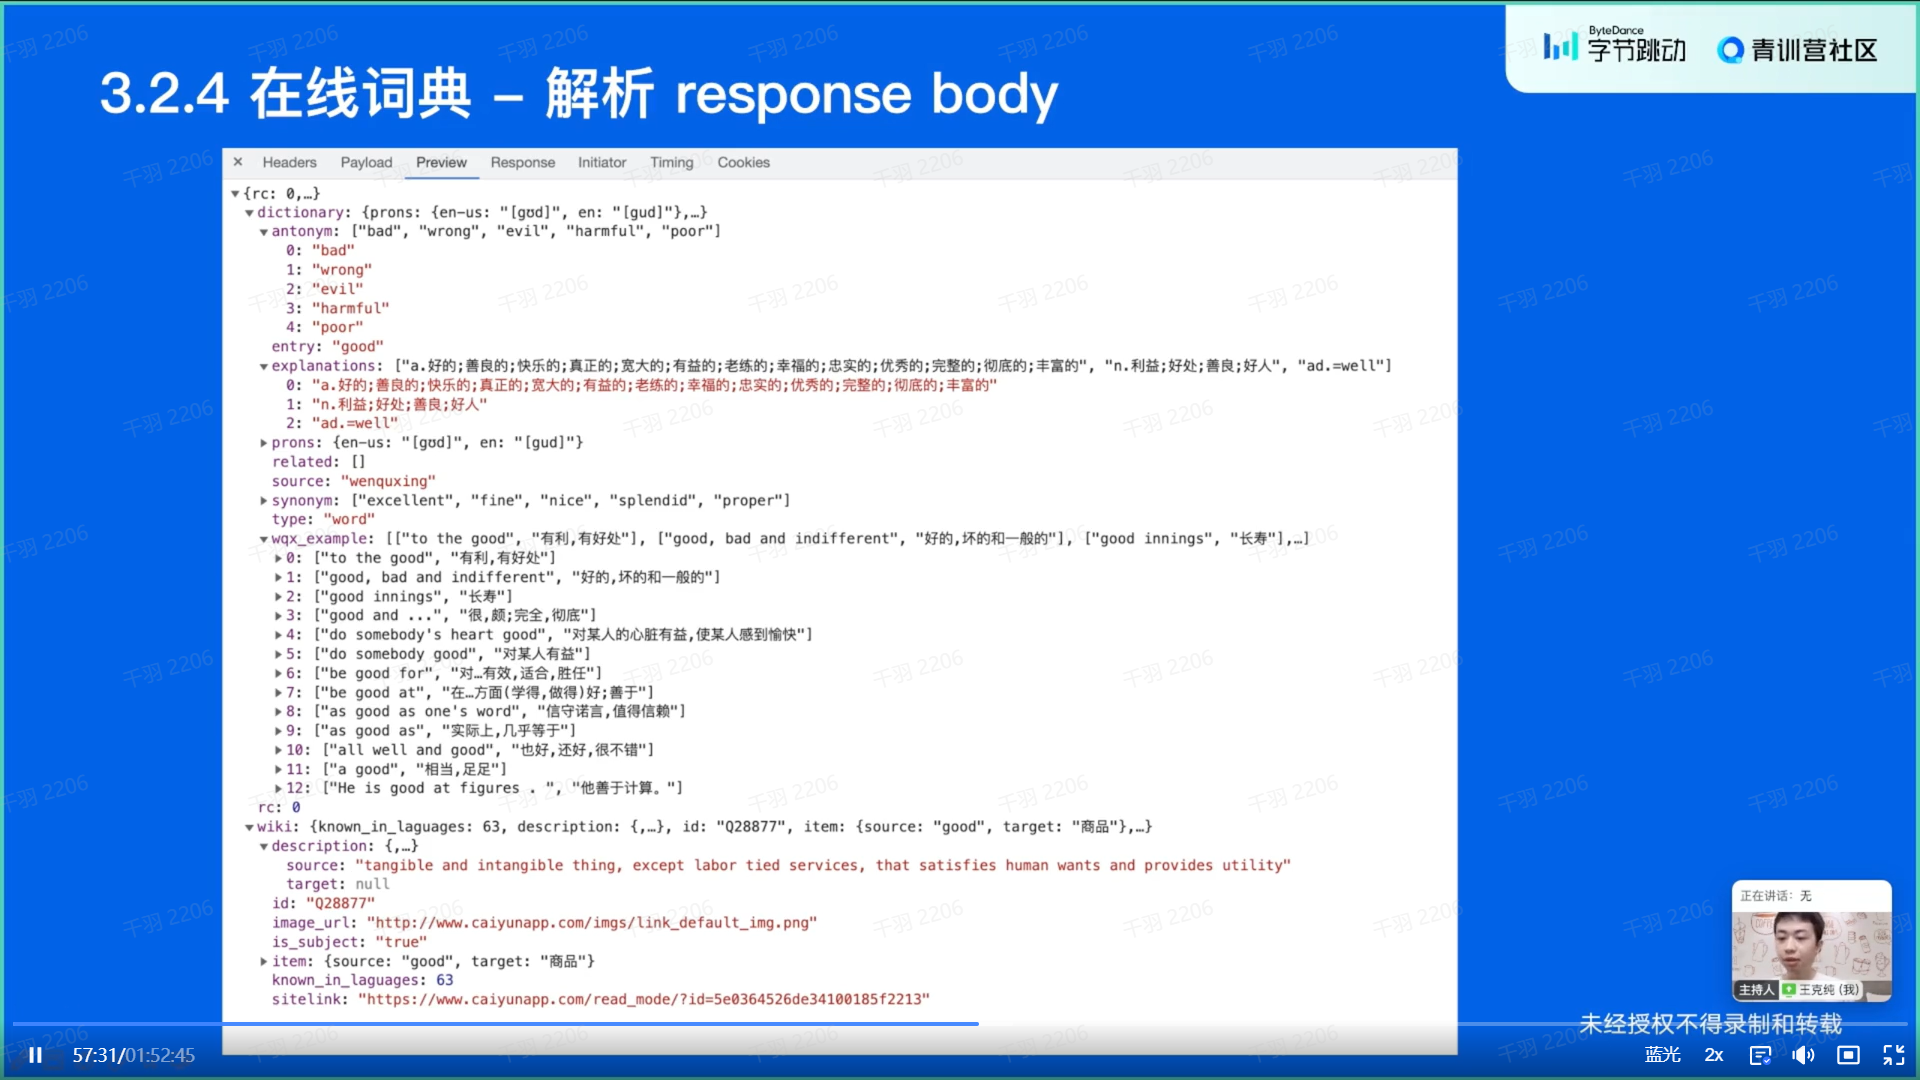 3.2.4 在线词典 – 解析 response body
ByteDance
字节跳动
青训营社区
× Headers Payload Preview Response Initiator Timing Cookies
▼{rc: 0,…}
▼dictionary: {prons: {en-us: "[gʊd]", en: "[gud]"},…}
▼antonym: ["bad", "wrong", "evil", "harmful", "poor"]
0: "bad"
1: "wrong"
2: "evil"
3: "harmful"
4: "poor"
entry: "good"
▼explanations: ["a.好的;善良的;快乐的;真正的;宽大的;有益的;老练的;幸福的;忠实的;优秀的;完整的;彻底的;丰富的", "n.利益;好处;善良;好人", "ad.=well"]
0: "a.好的;善良的;快乐的;真正的;宽大的;有益的;老练的;幸福的;忠实的;优秀的;完整的;彻底的;丰富的"
1: "n.利益;好处;善良;好人"
2: "ad.=well"
▶prons: {en-us: "[gʊd]", en: "[gud]"}
related: []
source: "wenquxing"
▶synonym: ["excellent", "fine", "nice", "splendid", "proper"]
type: "word"
▼wqx_example: [["to the good", "有利,有好处"], ["good, bad and indifferent", "好的,坏的和一般的"], ["good innings", "长寿"],…]
▶0: ["to the good", "有利,有好处"]
▶1: ["good, bad and indifferent", "好的,坏的和一般的"]
▶2: ["good innings", "长寿"]
▶3: ["good and ...", "很,颇;完全,彻底"]
▶4: ["do somebody's heart good", "对某人的心脏有益,使某人感到愉快"]
▶5: ["do somebody good", "对某人有益"]
▶6: ["be good for", "对…有效,适合,胜任"]
▶7: ["be good at", "在…方面(学得,做得)好;善于"]
▶8: ["as good as one's word", "信守诺言,值得信赖"]
▶9: ["as good as", "实际上,几乎等于"]
▶10: ["all well and good", "也好,还好,很不错"]
▶11: ["a good", "相当,足足"]
▶12: ["He is good at figures . ", "他善于计算。"]
rc: 0
▼wiki: {known_in_laguages: 63, description: {,…}, id: "Q28877", item: {source: "good", target: "商品"},…}
▼description: {,…}
source: "tangible and intangible thing, except labor tied services, that satisfies human wants and provides utility"
target: null
id: "Q28877"
image_url: "http://www.caiyunapp.com/imgs/link_default_img.png"
is_subject: "true"
▶item: {source: "good", target: "商品"}
known_in_laguages: 63
sitelink: "https://www.caiyunapp.com/read_mode/?id=5e0364526de34100185f2213"
正在讲话: 无
主持人 王克纯 (我)
未经授权不得录制和转载
57:31/01:52:45
蓝光 2x
千羽 2206